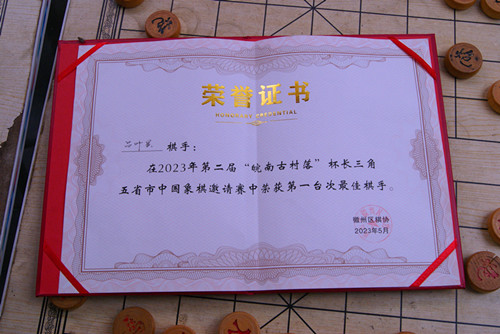 荣誉证书
棋手：
在2023年第二届“皖南古村落”杯长三角
五省市中国象棋邀请赛中荣获第一台次最佳棋手。
徽州区棋协
2023年5月